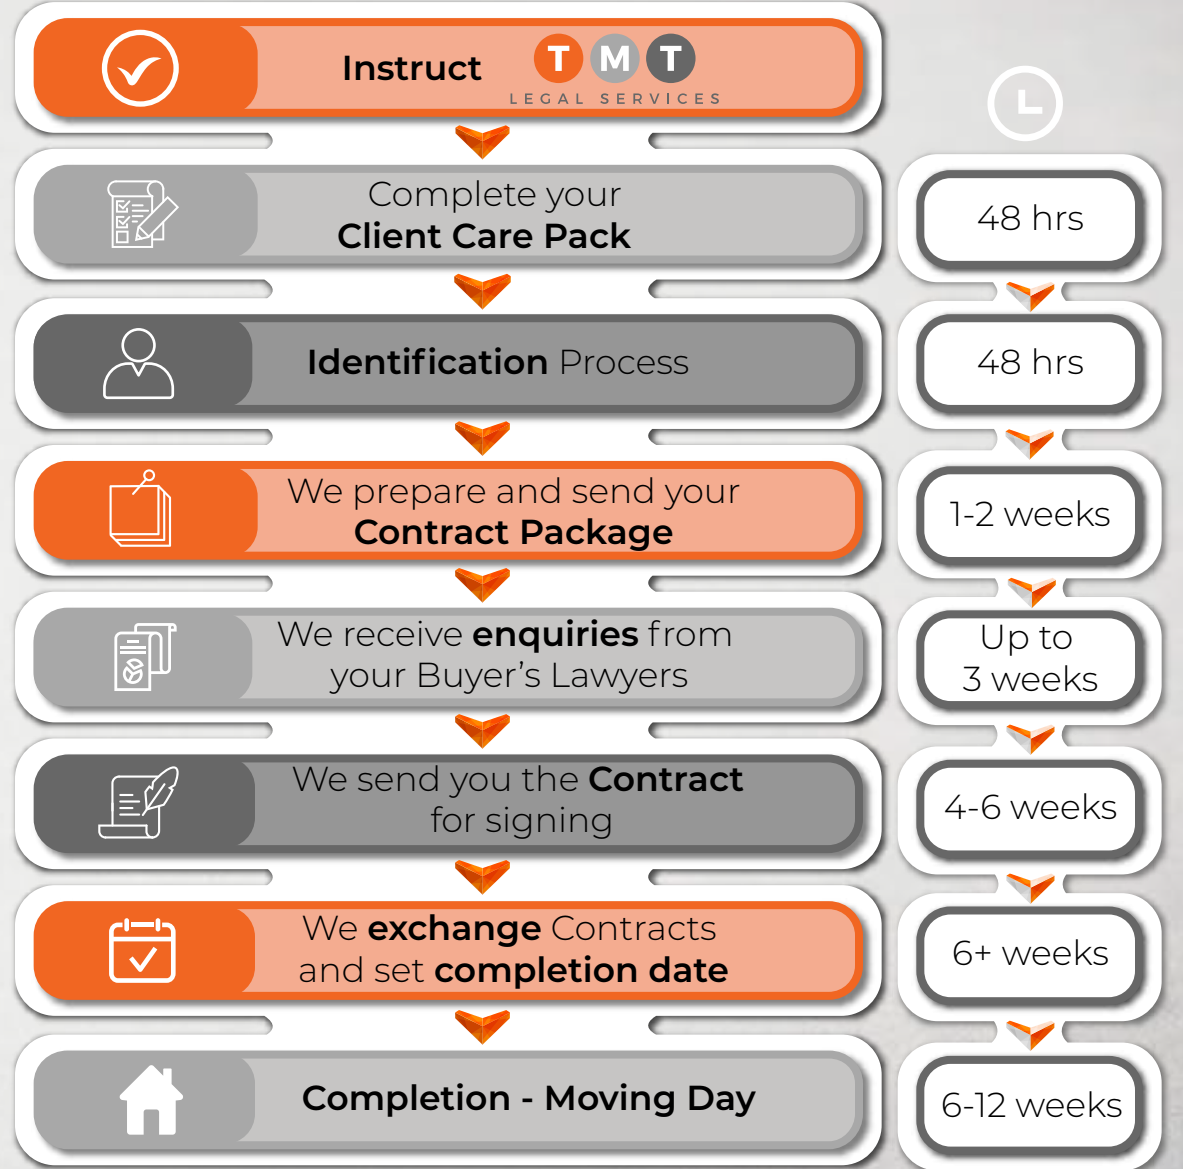 Instruct TMT
LEGAL SERVICES
Complete your
Client Care Pack
48 hrs
Identification Process
48 hrs
We prepare and send your
Contract Package
1-2 weeks
We receive enquiries from
your Buyer’s Lawyers
Up to
3 weeks
We send you the Contract
for signing
4-6 weeks
We exchange Contracts
and set completion date
6+ weeks
Completion - Moving Day
6-12 weeks